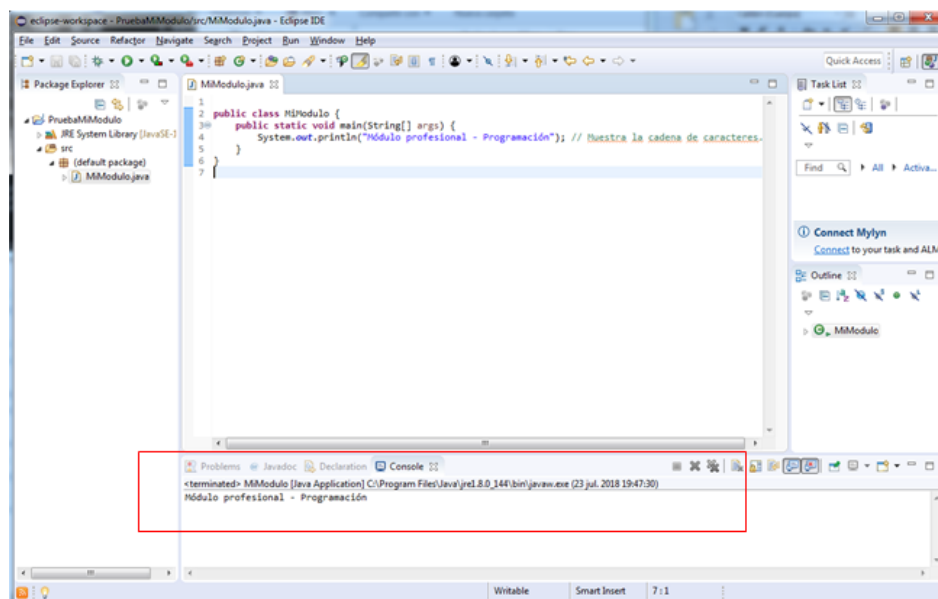 eclipse-workspace - PruebaMiModulo/src/MiModulo.java - Eclipse IDE
File Edit Source Refactor Navigate Search Project Run Window Help
Quick Access
Package Explorer
PruebaMiModulo
JRE System Library [JavaSE-1
src
(default package)
MiModulo.java
MiModulo.java
1
2 public class MiModulo {
3 public static void main(String[] args) {
4 System.out.println("Módulo profesional - Programación"); // Muestra la cadena de caracteres.
5 }
6 }
7
Task List
Find All Activa...
Connect Mylyn
Connect to your task and ALM
Outline
MiModulo
Problems Javadoc Declaration Console
<terminated> MiModulo [Java Application] C:\Program Files\Java\jre1.8.0_144\bin\javaw.exe (23 jul. 2018 19:47:30)
Módulo profesional - Programación
Writable Smart Insert 7:1